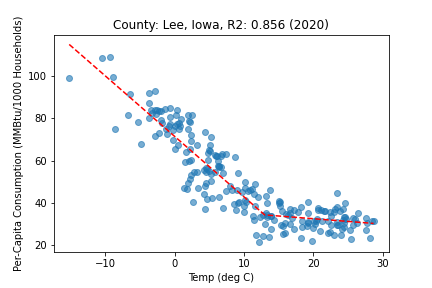 County: Lee, Iowa, R2: 0.856 (2020)
Per-Capita Consumption (MMBtu/1000 Households)
100
80
60
40
20
−10 0 10 20 30
Temp (deg C)